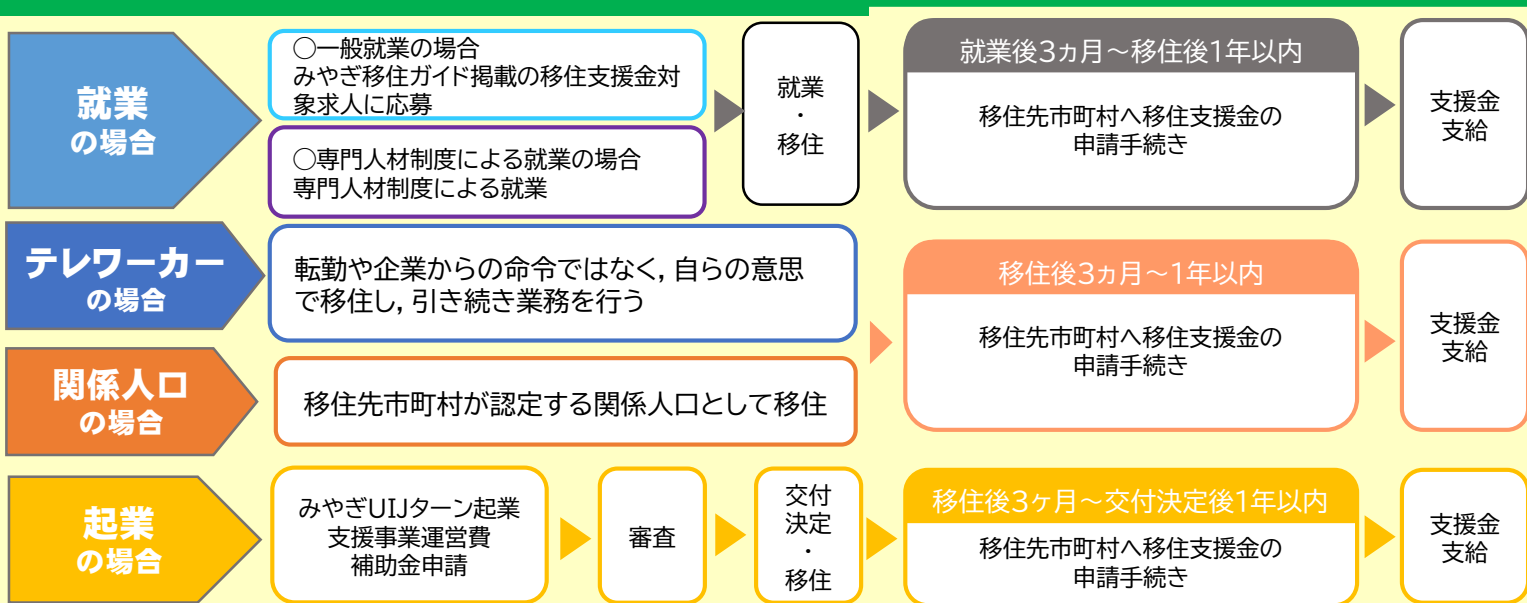 就業
の場合
○一般就業の場合
みやぎ移住ガイド掲載の移住支援金対
象求人に応募
○専門人材制度による就業の場合
専門人材制度による就業
就業
・
移住
就業後3ヵ月～移住後1年以内
移住先市町村へ移住支援金の
申請手続き
支援金
支給
テレワーカー
の場合
転勤や企業からの命令ではなく，自らの意思
で移住し，引き続き業務を行う
関係人口
の場合
移住先市町村が認定する関係人口として移住
移住後3ヵ月～1年以内
移住先市町村へ移住支援金の
申請手続き
支援金
支給
起業
の場合
みやぎUIJターン起業
支援事業運営費
補助金申請
審査
交付
決定
・
移住
移住後3ヶ月～交付決定後1年以内
移住先市町村へ移住支援金の
申請手続き
支援金
支給